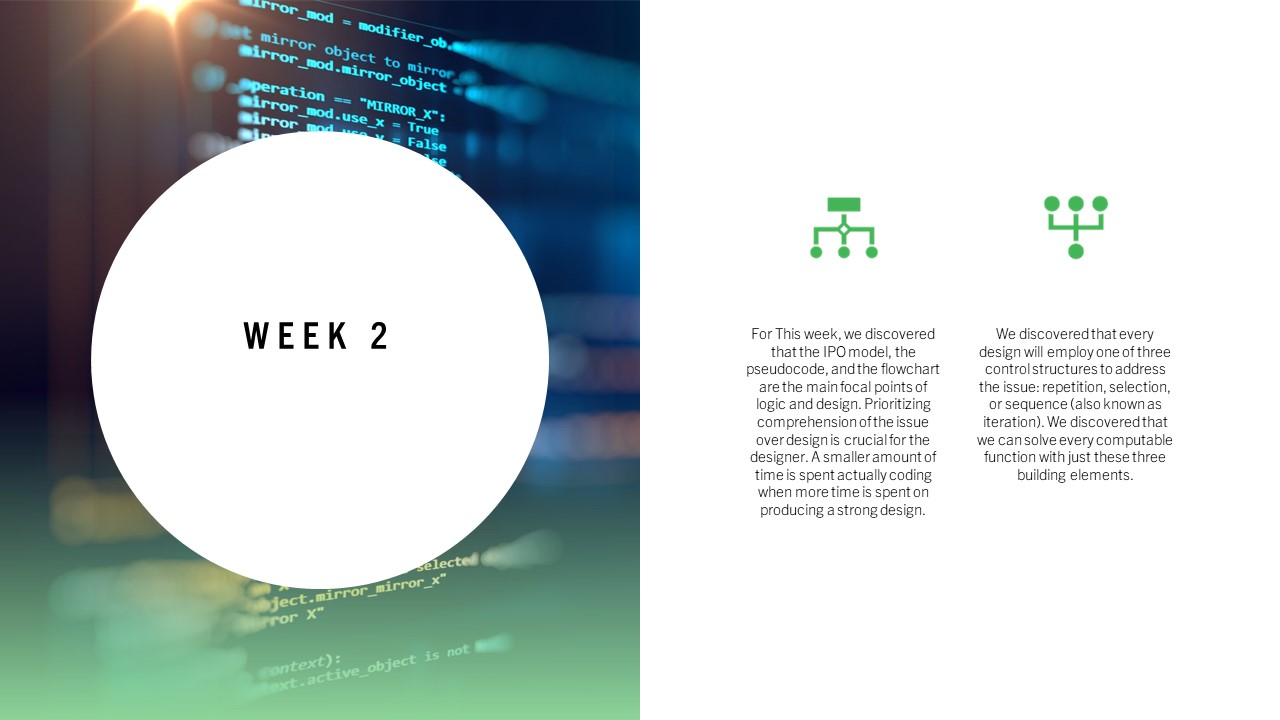 mirror_mod = modifier_ob.
mirror object to mirror
mirror_mod.mirror_object
peration == "MIRROR_X":
mirror_mod.use_x = True
mirror_mod.use_y = False
WEEK 2
selected
object.mirror_mirror_x"
ontext):
text.active_object is not
For This week, we discovered
that the IPO model, the
pseudocode, and the flowchart
are the main focal points of
logic and design. Prioritizing
comprehension of the issue
over design is crucial for the
designer. A smaller amount of
time is spent actually coding
when more time is spent on
producing a strong design.
We discovered that every
design will employ one of three
control structures to address
the issue: repetition, selection,
or sequence (also known as
iteration). We discovered that
we can solve every computable
function with just these three
building elements.